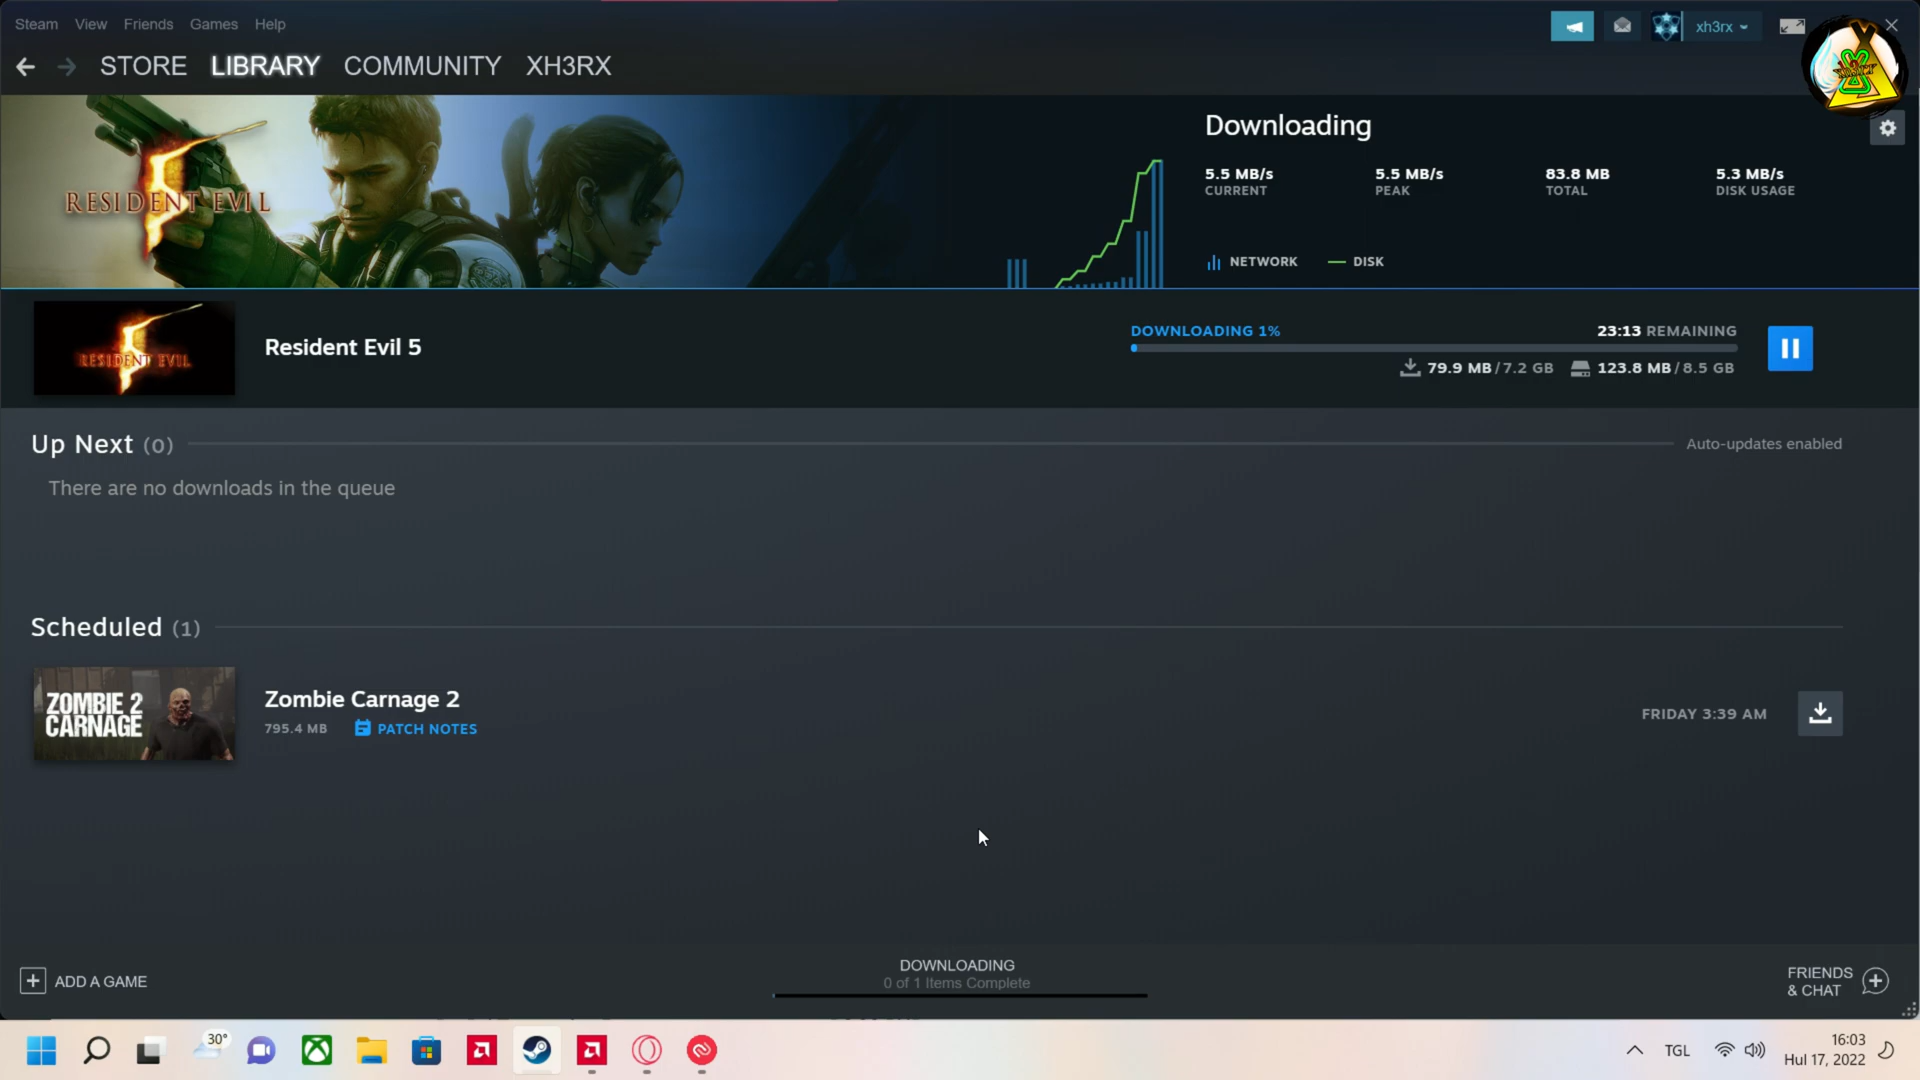 Steam View Friends Games Help
xh3rx
STORE LIBRARY COMMUNITY XH3RX
RESIDENT EVIL
5
Downloading
5.5 MB/s 5.5 MB/s 83.8 MB 5.3 MB/s
CURRENT PEAK TOTAL DISK USAGE
NETWORK DISK
RESIDENT EVIL
5
Resident Evil 5
DOWNLOADING 1% 23:13 REMAINING
79.9 MB/7.2 GB 123.8 MB/8.5 GB
Up Next (0) Auto-updates enabled
There are no downloads in the queue
Scheduled (1)
ZOMBIE 2
CARNAGE
Zombie Carnage 2
795.4 MB PATCH NOTES
FRIDAY 3:39 AM
ADD A GAME
DOWNLOADING
0 of 1 Items Complete
FRIENDS
& CHAT
30°
TGL
16:03
Hul 17, 2022